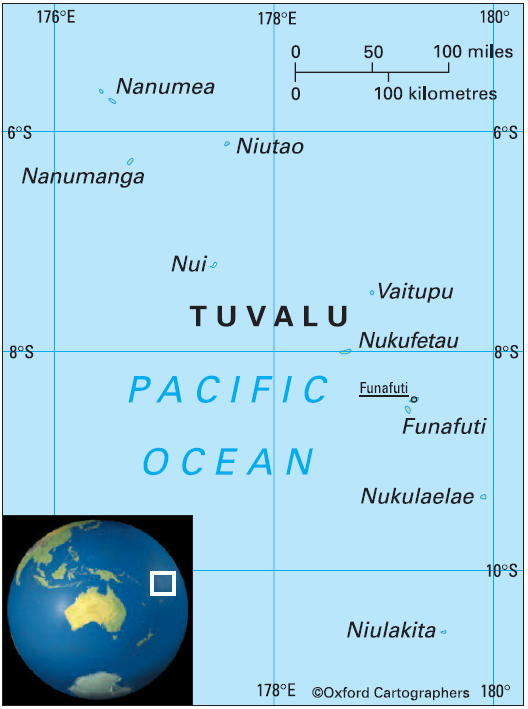 176°E 178°E 180°
0 50 100 miles
0 100 kilometres
Nanumea
6°S 6°S
Niutao
Nanumanga
Nui
Vaitupu
TUVALU
Nukufetau
8°S 8°S
PACIFIC
Funafuti
Funafuti
OCEAN
Nukulaelae
10°S
Niulakita
178°E ©Oxford Cartographers 180°